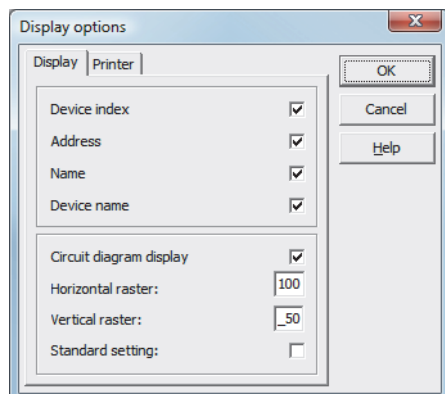 Display options
Display Printer
OK
Device index
Cancel
Address
Help
Name
Device name
Circuit diagram display
Horizontal raster: 100
Vertical raster: _50
Standard setting: